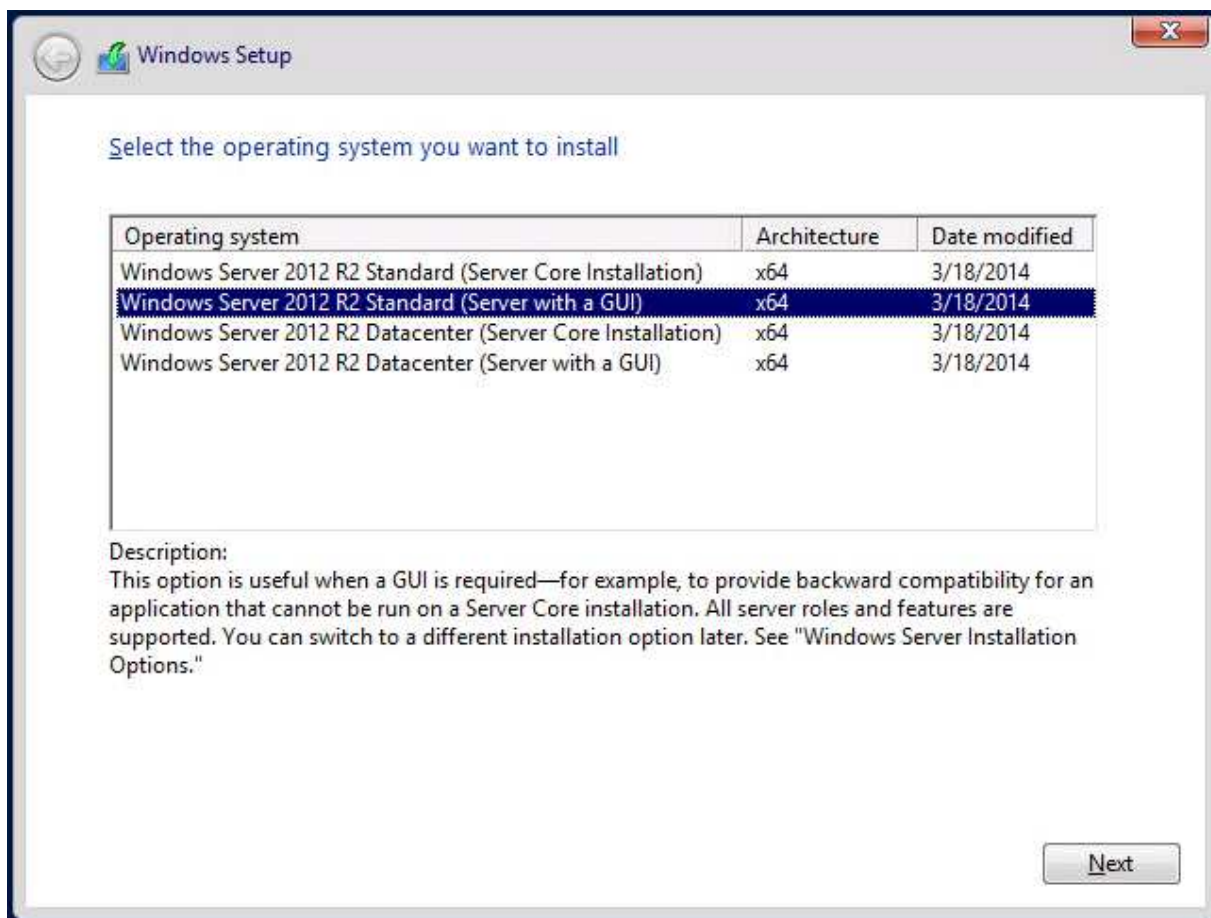 Windows Setup
Select the operating system you want to install
Operating system Architecture Date modified
Windows Server 2012 R2 Standard (Server Core Installation) x64 3/18/2014
Windows Server 2012 R2 Standard (Server with a GUI) x64 3/18/2014
Windows Server 2012 R2 Datacenter (Server Core Installation) x64 3/18/2014
Windows Server 2012 R2 Datacenter (Server with a GUI) x64 3/18/2014
Description:
This option is useful when a GUI is required—for example, to provide backward compatibility for an
application that cannot be run on a Server Core installation. All server roles and features are
supported. You can switch to a different installation option later. See "Windows Server Installation
Options."
Next